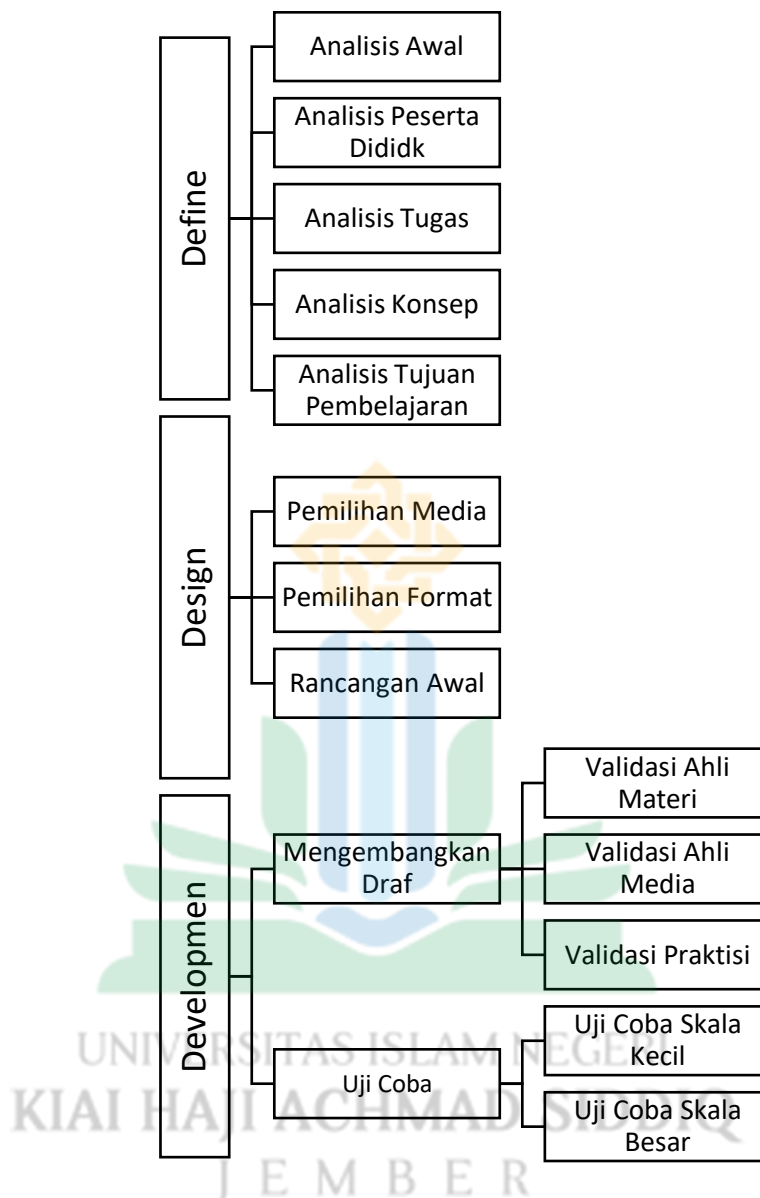 Define
Analisis Awal
Analisis Peserta
Dididk
Analisis Tugas
Analisis Konsep
Analisis Tujuan
Pembelajaran
Design
Pemilihan Media
Pemilihan Format
Rancangan Awal
Developmen
Mengembangkan
Draf
Validasi Ahli
Materi
Validasi Ahli
Media
Validasi Praktisi
Uji Coba
Uji Coba Skala
Kecil
Uji Coba Skala
Besar
UNIVERSITAS ISLAM NEGERI
KIAI HAJI ACHMAD SIDDIQ
JEMBER